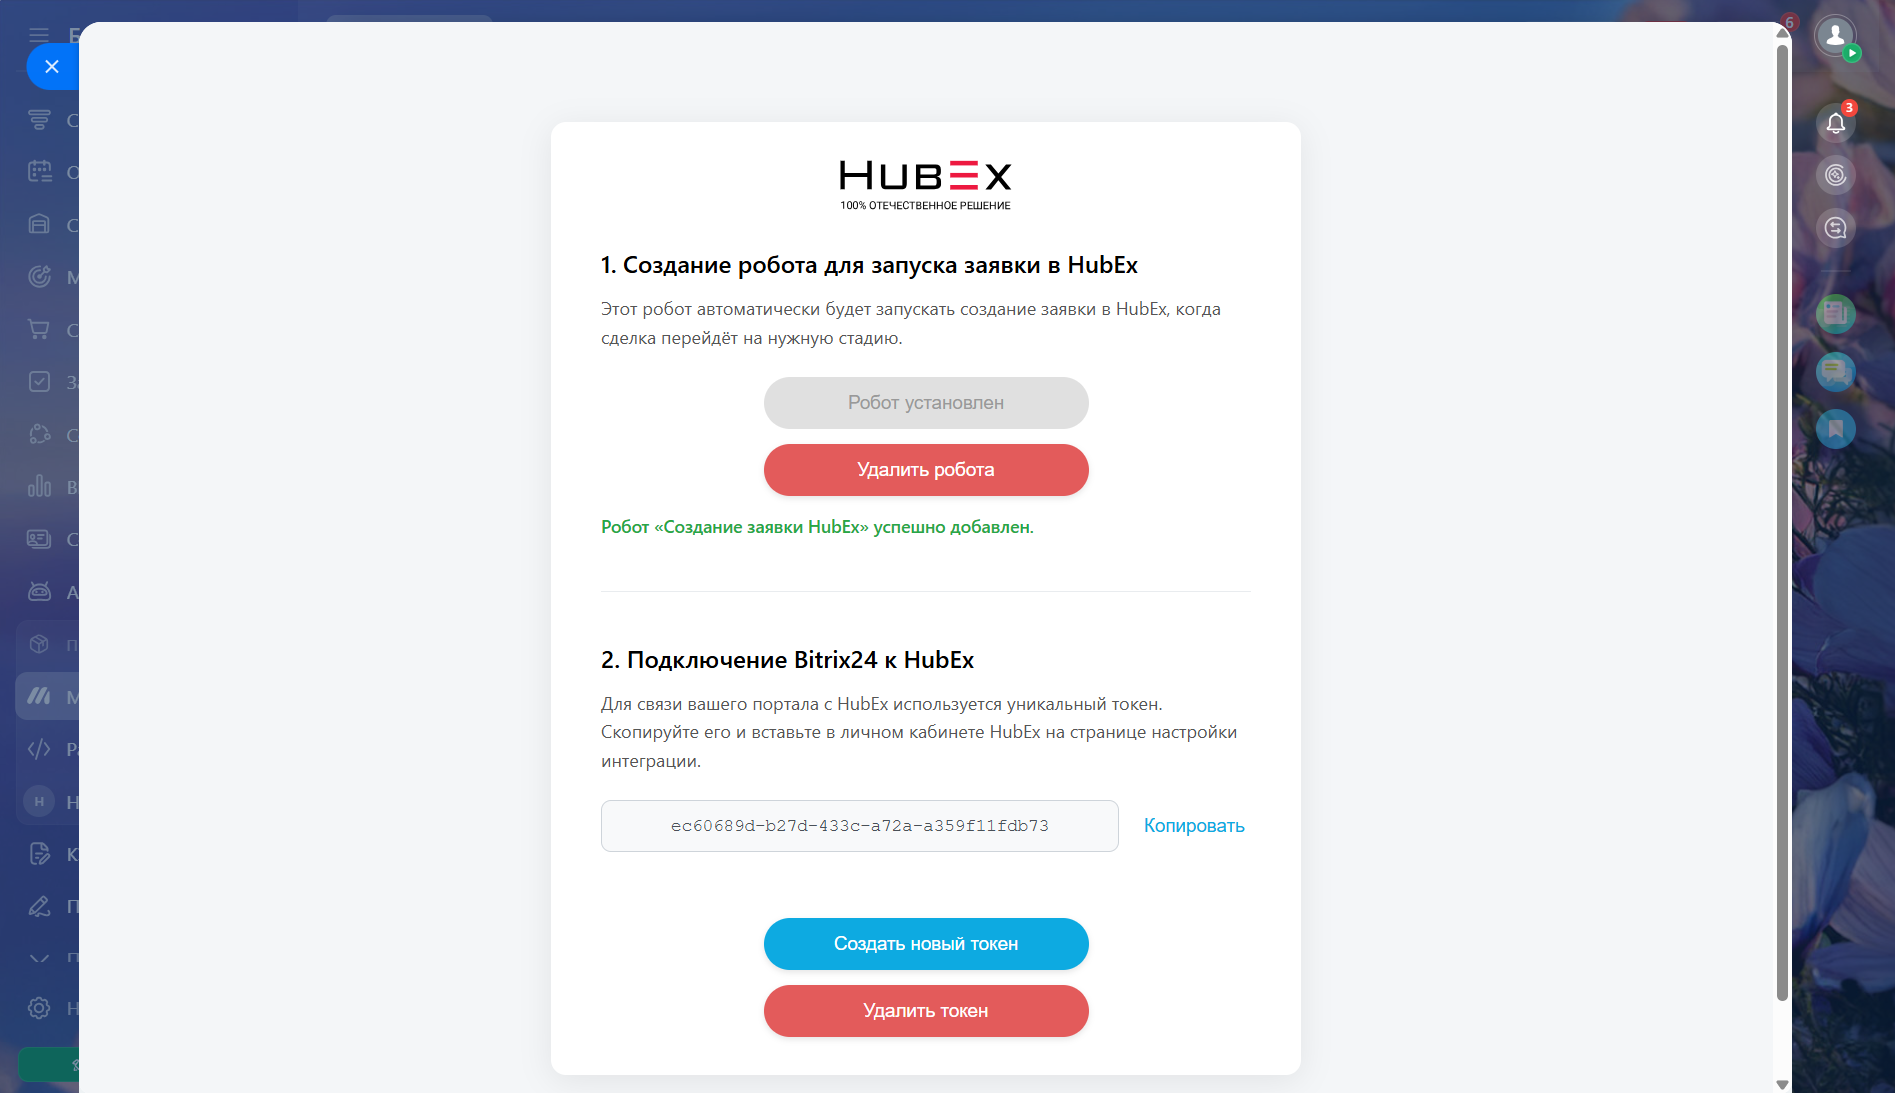 6
3
HUBEX
100% ОТЕЧЕСТВЕННОЕ РЕШЕНИЕ
1. Создание робота для запуска заявки в HubEx
Этот робот автоматически будет запускать создание заявки в HubEx, когда
сделка перейдёт на нужную стадию.
Робот установлен
Удалить робота
Робот «Создание заявки HubEx» успешно добавлен.
2. Подключение Bitrix24 к HubEx
Для связи вашего портала с HubEx используется уникальный токен.
Скопируйте его и вставьте в личном кабинете HubEx на странице настройки
интеграции.
ec60689d-b27d-433c-a72a-a359f11fdb73
Копировать
Создать новый токен
Удалить токен